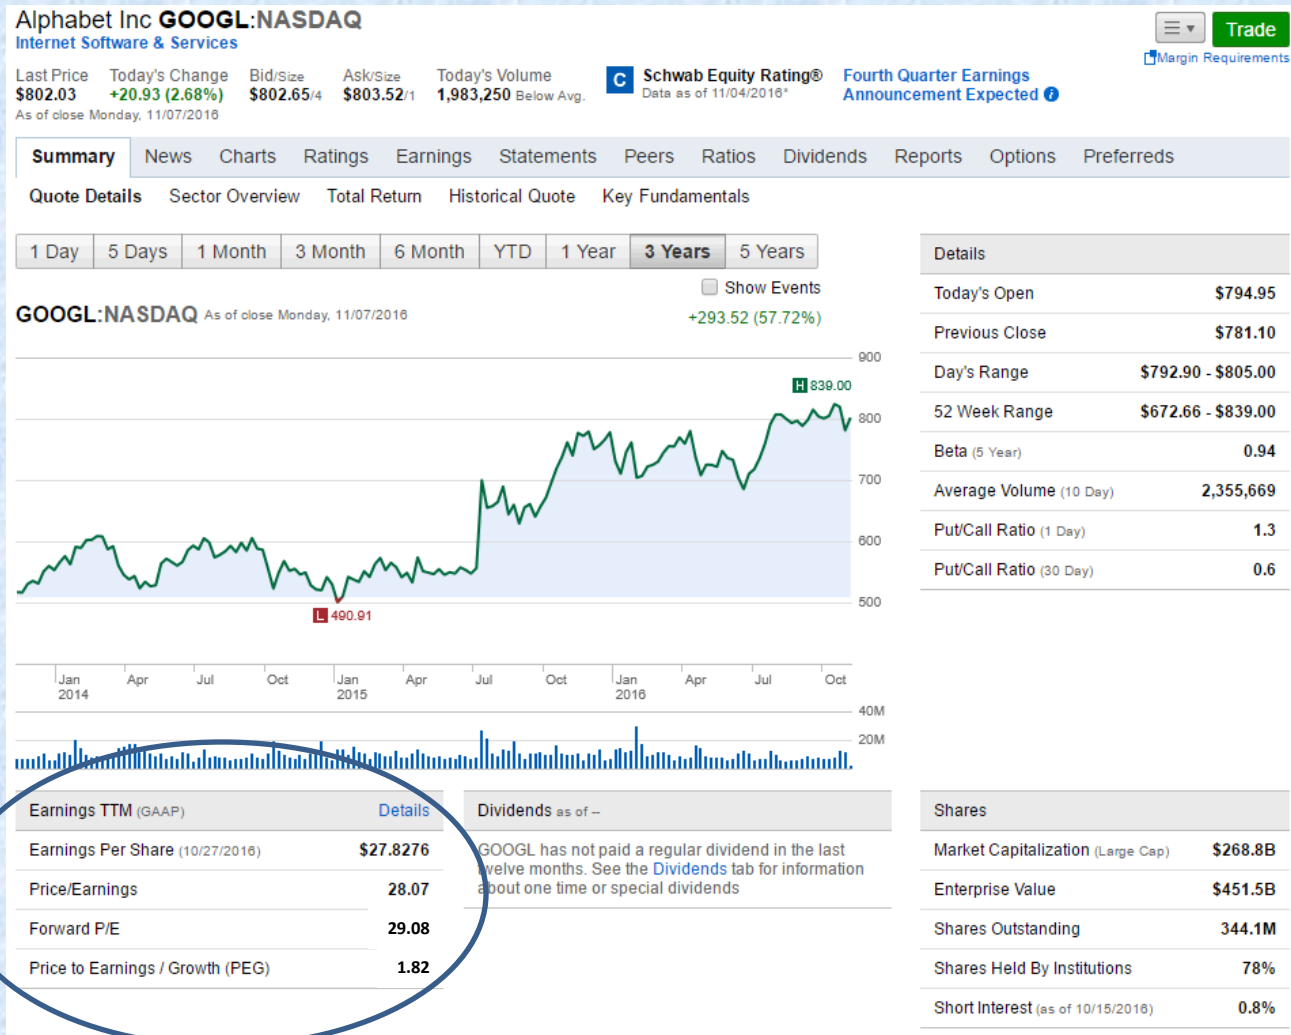 Alphabet Inc GOOGL:NASDAQ
Internet Software & Services
Trade
Margin Requirements
Last Price Today's Change Bid/Size Ask/Size Today's Volume
$802.03 +20.93 (2.68%) $802.65/4 $803.52/1 1,983,250 Below Avg.
As of close Monday, 11/07/2016
C Schwab Equity Rating®
Data as of 11/04/2016*
Fourth Quarter Earnings
Announcement Expected i
Summary News Charts Ratings Earnings Statements Peers Ratios Dividends Reports Options Preferreds
Quote Details Sector Overview Total Return Historical Quote Key Fundamentals
1 Day 5 Days 1 Month 3 Month 6 Month YTD 1 Year 3 Years 5 Years
Show Events
GOOGL:NASDAQ As of close Monday, 11/07/2016
+293.52 (57.72%)
900
H 839.00
800
700
600
500
L 490.91
Jan Apr Jul Oct Jan Apr Jul Oct Jan Apr Jul Oct
2014 2015 2016
40M
20M
Details
Today's Open $794.95
Previous Close $781.10
Day's Range $792.90 - $805.00
52 Week Range $672.66 - $839.00
Beta (5 Year) 0.94
Average Volume (10 Day) 2,355,669
Put/Call Ratio (1 Day) 1.3
Put/Call Ratio (30 Day) 0.6
Earnings TTM (GAAP) Details
Earnings Per Share (10/27/2016) $27.8276
Price/Earnings 28.07
Forward P/E 29.08
Price to Earnings / Growth (PEG) 1.82
Dividends as of --
GOOGL has not paid a regular dividend in the last
twelve months. See the Dividends tab for information
about one time or special dividends
Shares
Market Capitalization (Large Cap) $268.8B
Enterprise Value $451.5B
Shares Outstanding 344.1M
Shares Held By Institutions 78%
Short Interest (as of 10/15/2016) 0.8%